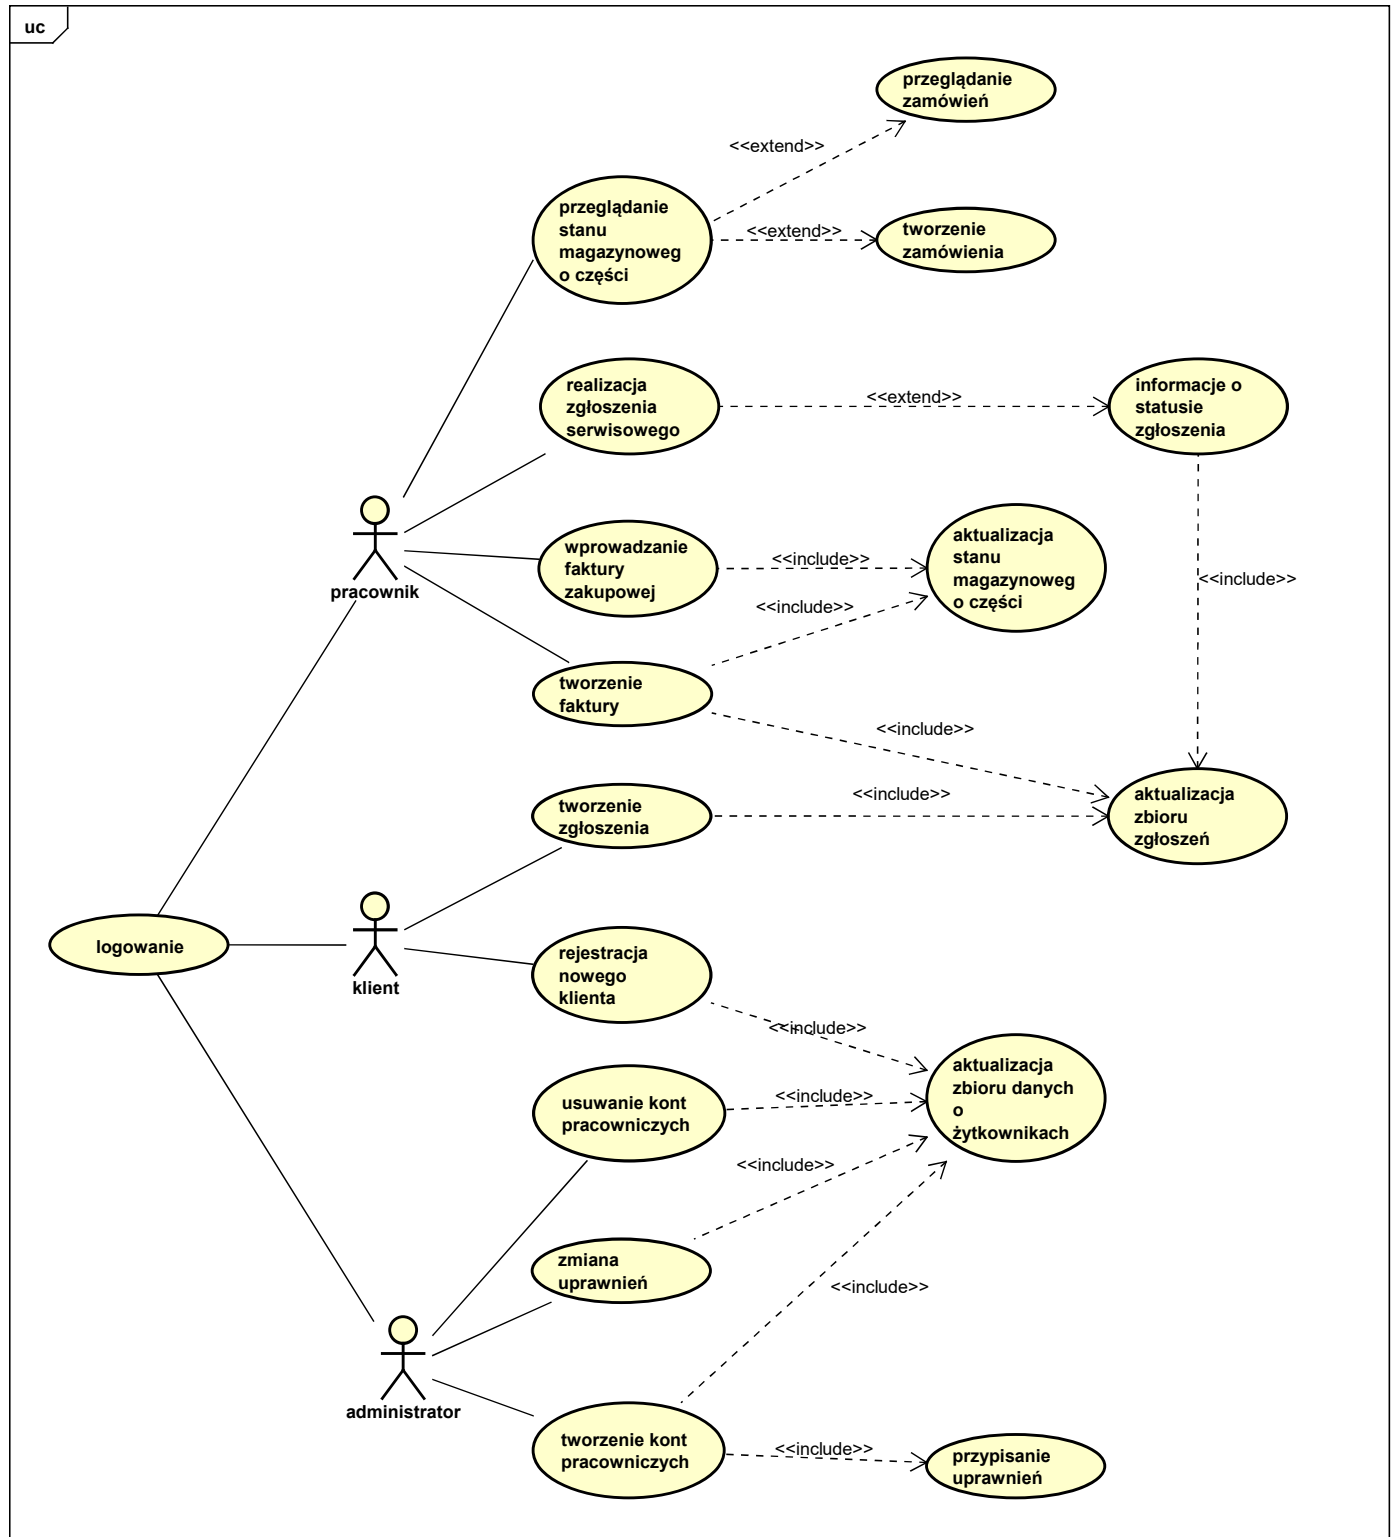 uc
przeglądanie
zamówień
<<extend>>
przeglądanie
stanu
magazynoweg
o części
<<extend>>
tworzenie
zamówienia
realizacja
zgłoszenia
serwisowego
<<extend>>
informacje o
statusie
zgłoszenia
pracownik
wprowadzanie
faktury
zakupowej
<<include>>
aktualizacja
stanu
magazynoweg
o części
<<include>>
<<include>>
tworzenie
faktury
<<include>>
tworzenie
zgłoszenia
<<include>>
aktualizacja
zbioru
zgłoszeń
logowanie
klient
rejestracja
nowego
klienta
<<include>>
aktualizacja
zbioru danych
o
żytkownikach
usuwanie kont
pracowniczych
<<include>>
<<include>>
zmiana
uprawnień
<<include>>
administrator
tworzenie kont
pracowniczych
<<include>>
przypisanie
uprawnień